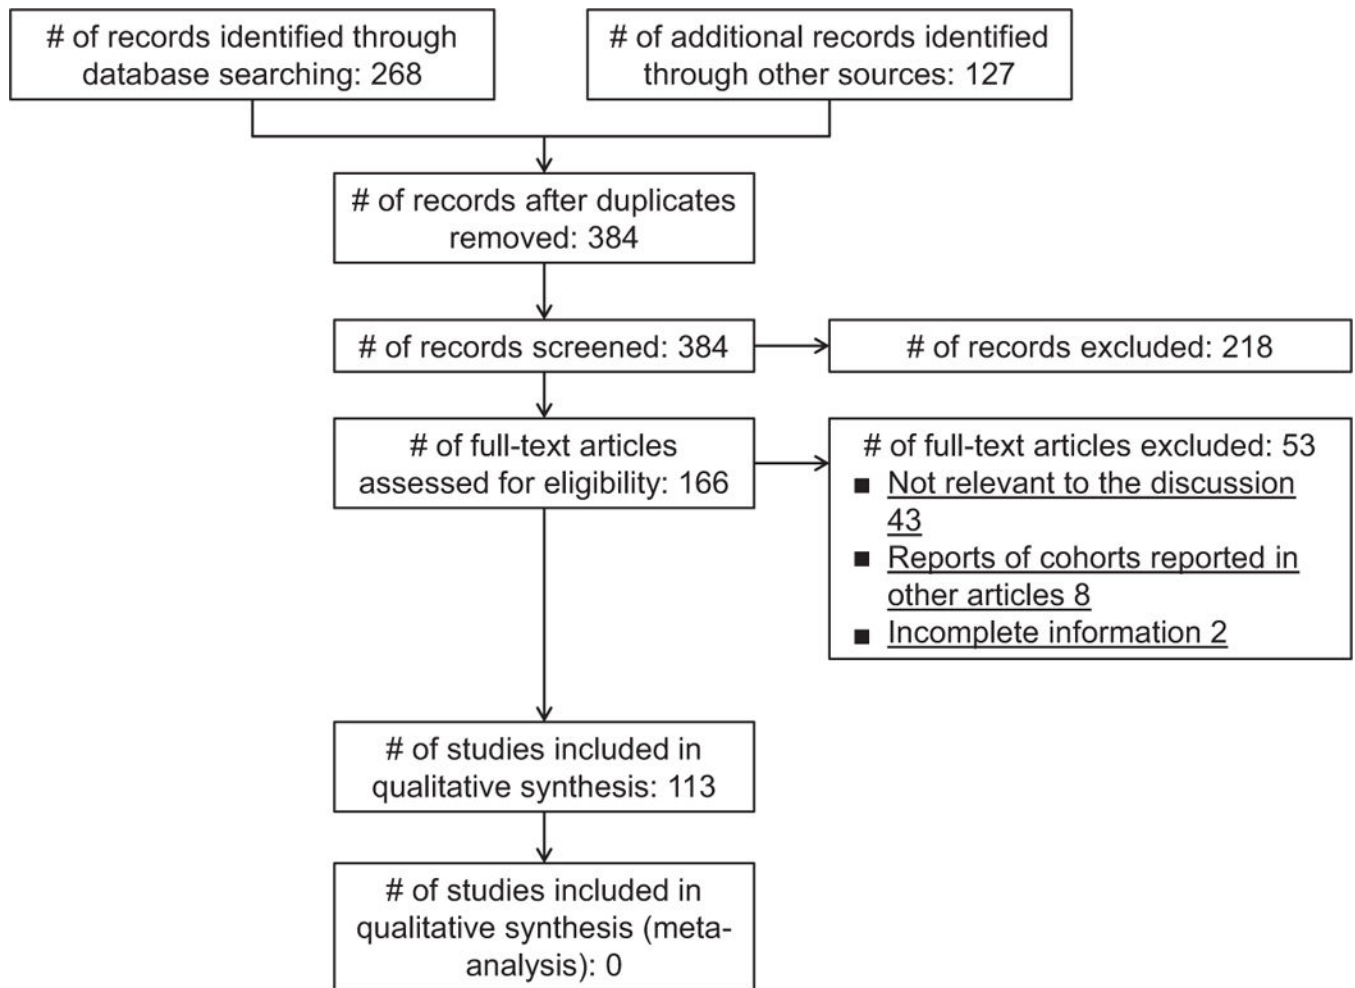 # of records identified through
database searching: 268
# of additional records identified
through other sources: 127
# of records after duplicates
removed: 384
# of records screened: 384
# of records excluded: 218
# of full-text articles
assessed for eligibility: 166
# of full-text articles excluded: 53
■ Not relevant to the discussion
43
■ Reports of cohorts reported in
other articles 8
■ Incomplete information 2
# of studies included in
qualitative synthesis: 113
# of studies included in
qualitative synthesis (meta-
analysis): 0